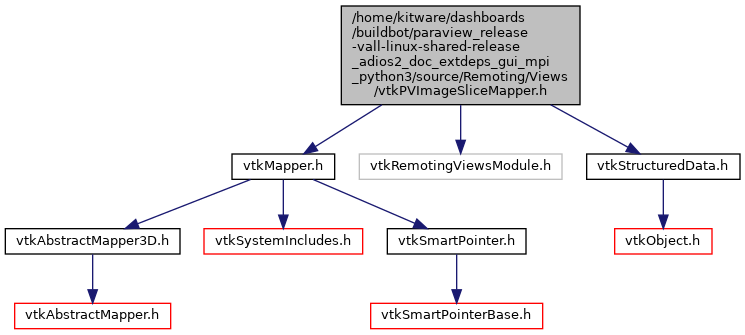 /home/kitware/dashboards
/buildbot/paraview_release
-vall-linux-shared-release
_adios2_doc_extdeps_gui_mpi
_python3/source/Remoting/Views
/vtkPVImageSliceMapper.h
vtkMapper.h
vtkRemotingViewsModule.h
vtkStructuredData.h
vtkAbstractMapper3D.h
vtkSystemIncludes.h
vtkSmartPointer.h
vtkObject.h
vtkAbstractMapper.h
vtkSmartPointerBase.h